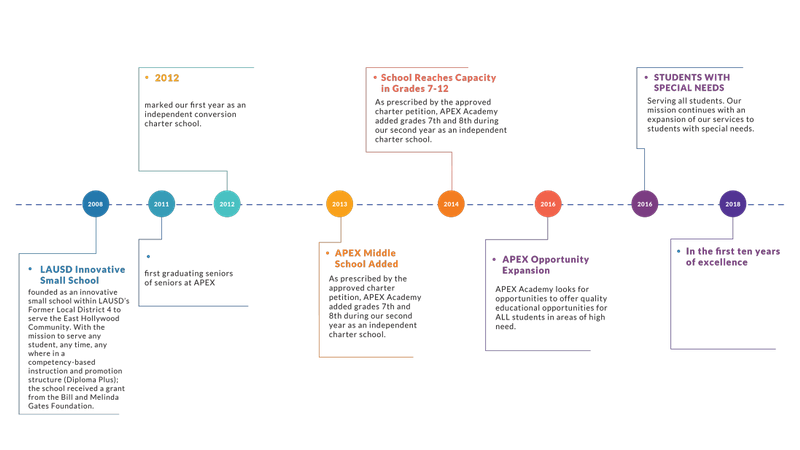 2012
marked our first year as an
independent conversion
charter school.
School Reaches Capacity
in Grades 7-12
As prescribed by the approved
charter petition, APEX Academy
added grades 7th and 8th during
our second year as an independent
charter school.
STUDENTS WITH
SPECIAL NEEDS
Serving all students. Our
mission continues with an
expansion of our services to
students with special needs.
2008
2011
2012
2013
2014
2016
2016
2018
LAUSD Innovative
Small School
founded as an innovative
small school within LAUSD's
Former Local District 4 to
serve the East Hollywood
Community. With the
mission to serve any
student, any time, any
where in a
competency-based
instruction and promotion
structure (Diploma Plus);
the school received a grant
from the Bill and Melinda
Gates Foundation.
first graduating seniors
of seniors at APEX
APEX Middle
School Added
As prescribed by the
approved charter
petition, APEX Academy
added grades 7th and
8th during our second
year as an independent
charter school.
APEX Opportunity
Expansion
APEX Academy looks for
opportunities to offer quality
educational opportunities for
ALL students in areas of high
need.
In the first ten years
of excellence